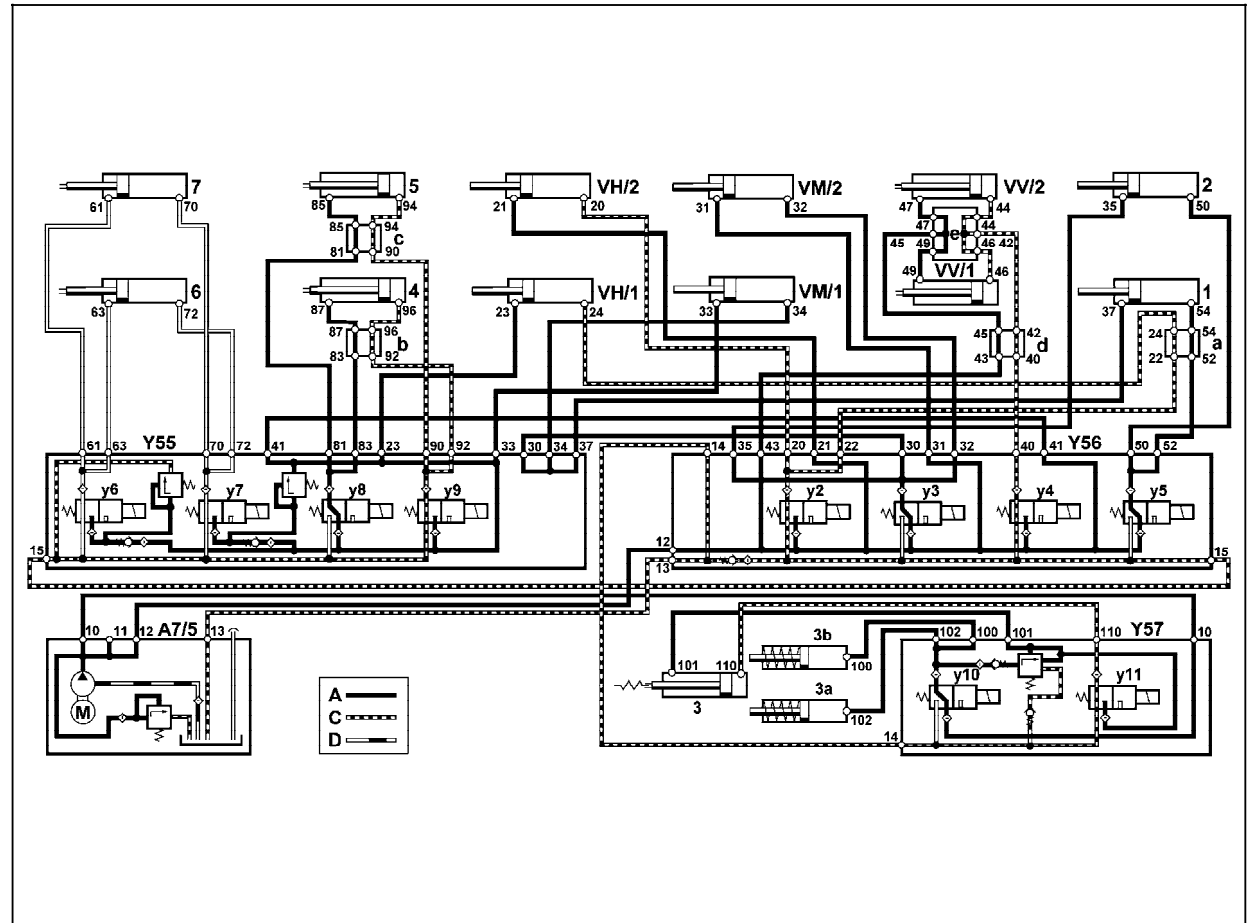 7 5 VH/2 VM/2 VV/2 2
61 70 85 94 21 20 31 32 47 44 35 50
85 94 c 47 44
45 e 42
81 90 49 46
49 VV/1 46
6 4 VH/1 VM/1 1
63 72 87 96 23 24 33 34 37 54
87 96 b 45 42 d 24 54 a
83 92 43 40 22 52
61 63 Y55 70 72 41 81 83 23 90 92 33 30 34 37 14 35 43 20 21 22 30 31 32 40 41 Y56 50 52
y6 y7 y8 y9 y2 y3 y4 y5
12
15 13 15
10 11 12 A7/5 13 3b 102 100 101 110 Y57 10
101 110 100
y10 y11
M A 3a
C 3 102
D 14